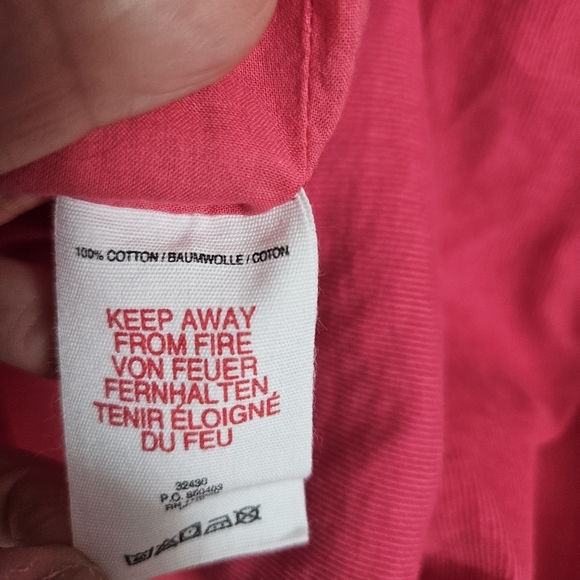 100% COTTON / BAUMWOLLE / COTON
KEEP AWAY
FROM FIRE
VON FEUER
FERNHALTEN
TENIR ÉLOIGNÉ
DU FEU
32430
P.C.